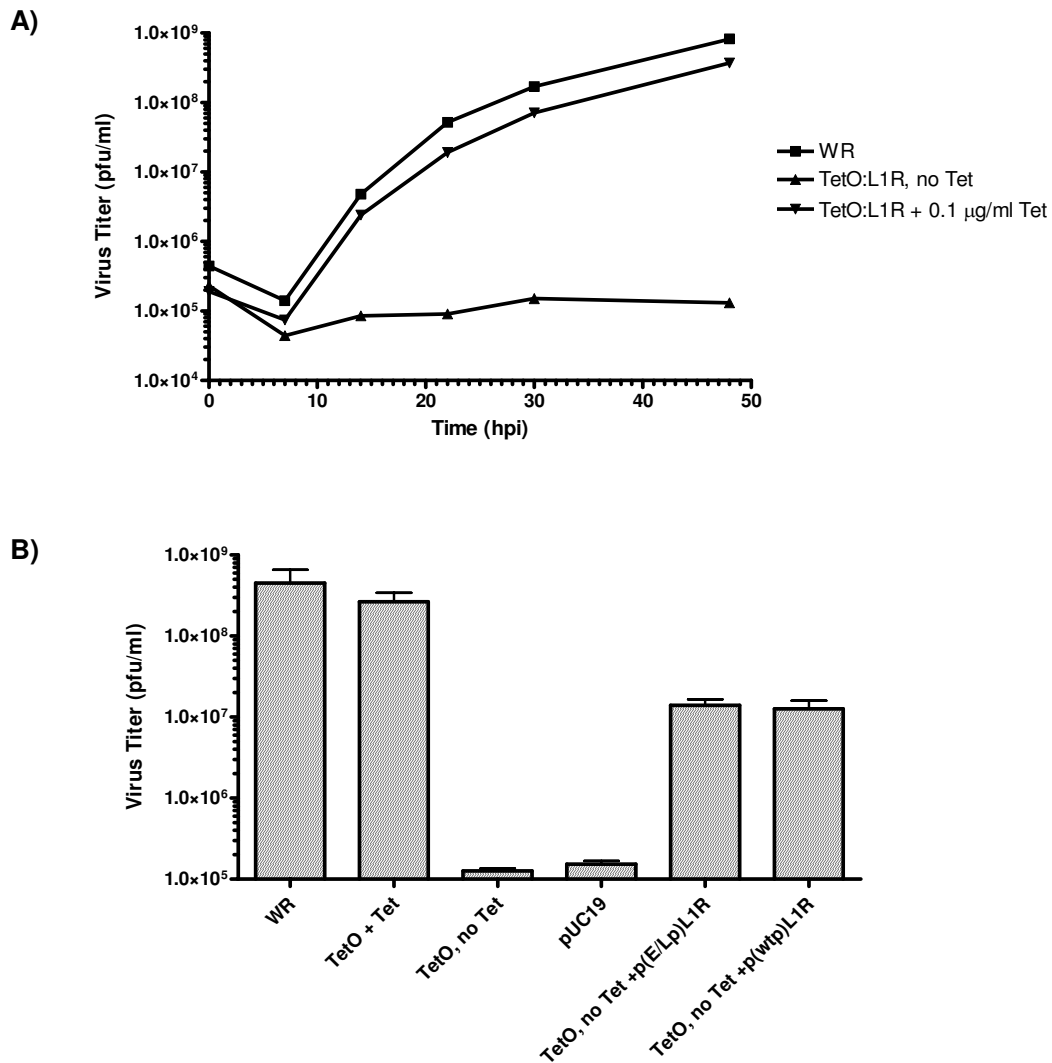 A)
Virus Titer (pfu/ml)
1.0×10⁹
1.0×10⁸
1.0×10⁷
1.0×10⁶
1.0×10⁵
1.0×10⁴
0
10
20
30
40
50
Time (hpi)
WR
TetO:L1R, no Tet
TetO:L1R + 0.1 µg/ml Tet
B)
Virus Titer (pfu/ml)
1.0×10⁹
1.0×10⁸
1.0×10⁷
1.0×10⁶
1.0×10⁵
WR
TetO + Tet
TetO, no Tet
pUC19
TetO, no Tet +p(E/Lp)L1R
TetO, no Tet +p(wtp)L1R